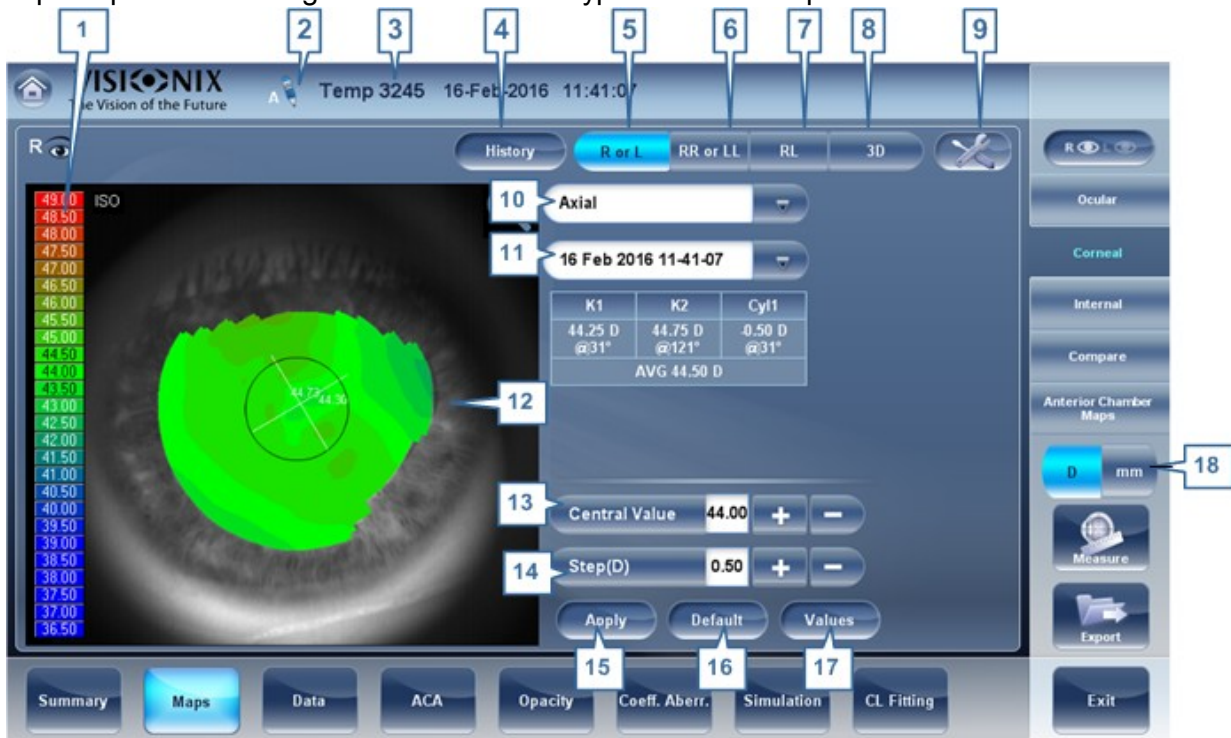 1 2 3 4 5 6 7 8 9
VISIONIX
The Vision of the Future
A Temp 3245 16-Feb-2016 11:41:07
R
History R or L RR or LL RL 3D
R L
ISO
49.00
48.50
48.00
47.50
47.00
46.50
46.00
45.50
45.00
44.50
44.00
43.50
43.00
42.50
42.00
41.50
41.00
40.50
40.00
39.50
39.00
38.50
38.00
37.50
37.00
36.50
44.73 44.30
10 Axial
11 16 Feb 2016 11-41-07
K1 K2 Cyl1
44.25 D 44.75 D -0.50 D
@31° @121° @31°
AVG 44.50 D
12
13 Central Value 44.00 + -
14 Step(D) 0.50 + -
Apply Default Values
15 16 17
Ocular
Corneal
Internal
Compare
Anterior Chamber
Maps
D mm 18
Measure
Export
Summary Maps Data ACA Opacity Coeff. Aberr. Simulation CL Fitting Exit